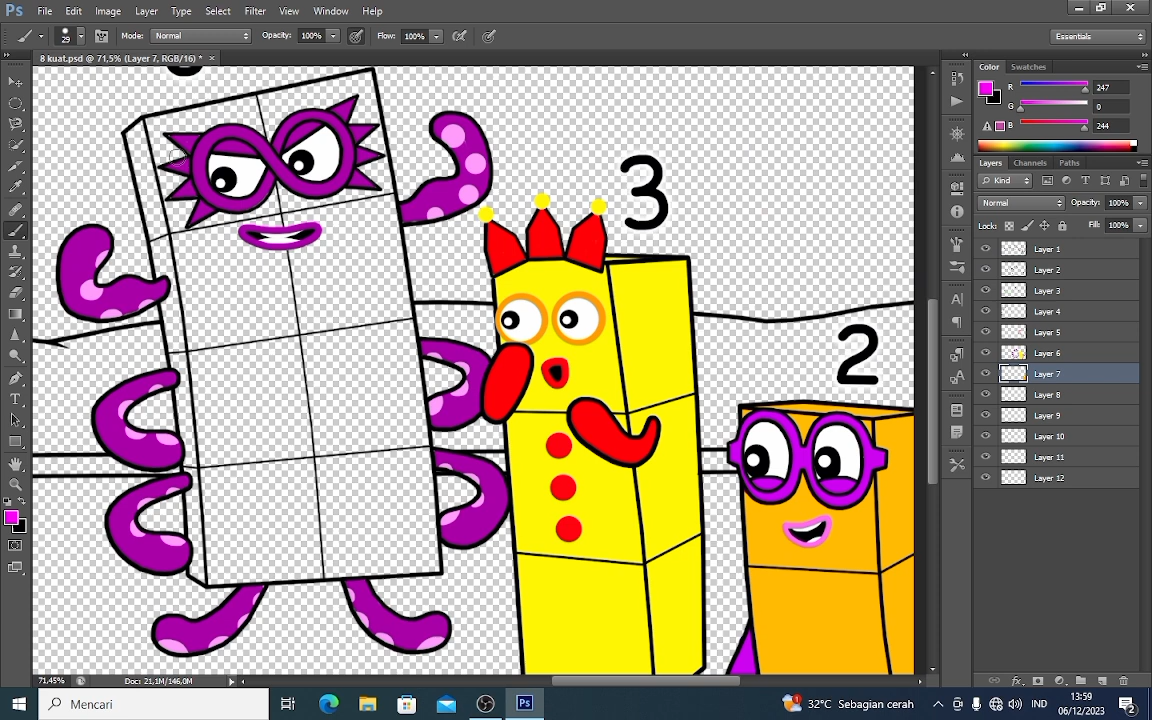 Ps File Edit Image Layer Type Select Filter View Window Help
29 Mode: Normal Opacity: 100% Flow: 100% Essentials
8 kuat.psd @ 71,5% (Layer 7, RGB/16) * ×
Color Swatches
R 247
G 0
B 244
Layers Channels Paths
Kind
Normal Opacity: 100%
Lock: Fill: 100%
Layer 1
Layer 2
Layer 3
Layer 4
Layer 5
Layer 6
Layer 7
Layer 8
Layer 9
Layer 10
Layer 11
Layer 12
3
2
71,45% Doc: 21,1M/146,0M
Mencari
Ps
32°C Sebagian cerah
IND
13:59
06/12/2023
2